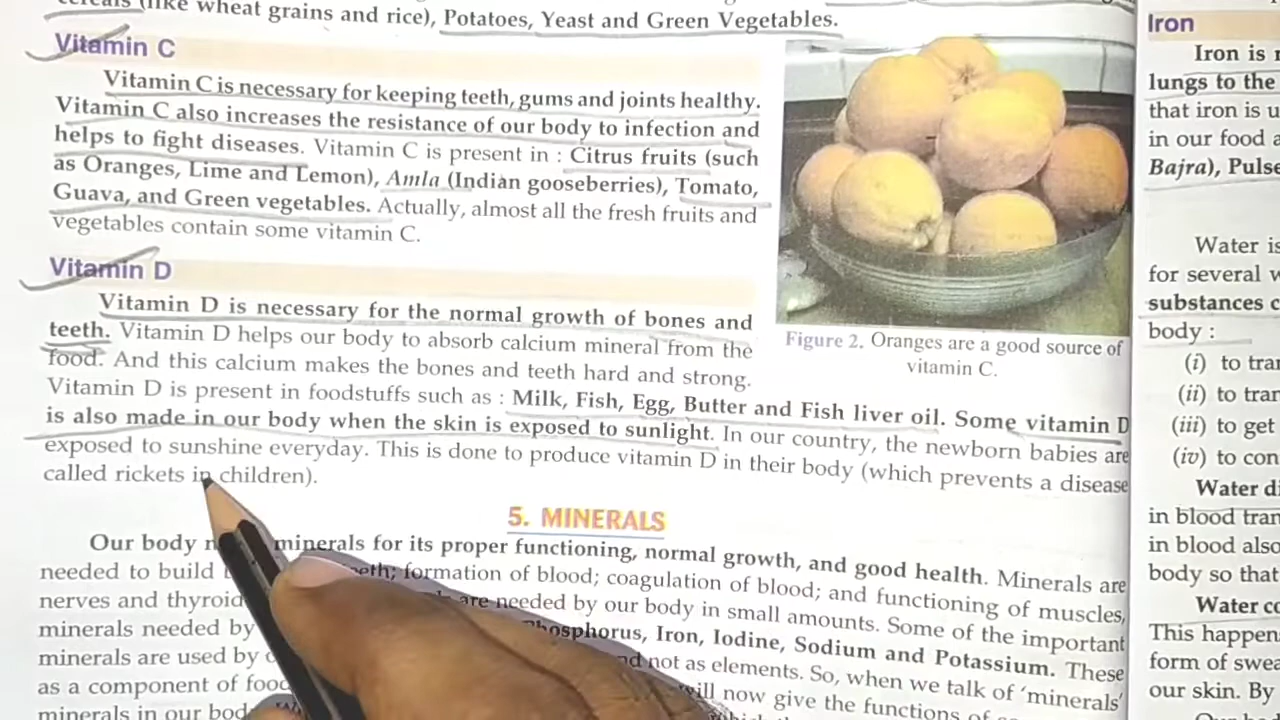 (like wheat grains and rice), Potatoes, Yeast and Green Vegetables.
Vitamin C
Vitamin C is necessary for keeping teeth, gums and joints healthy.
Vitamin C also increases the resistance of our body to infection and
helps to fight diseases. Vitamin C is present in : Citrus fruits (such
as Oranges, Lime and Lemon), Amla (Indian gooseberries), Tomato,
Guava, and Green vegetables. Actually, almost all the fresh fruits and
vegetables contain some vitamin C.
Figure 2. Oranges are a good source of
vitamin C.
Vitamin D
Vitamin D is necessary for the normal growth of bones and
teeth. Vitamin D helps our body to absorb calcium mineral from the
food. And this calcium makes the bones and teeth hard and strong.
Vitamin D is present in foodstuffs such as : Milk, Fish, Egg, Butter and Fish liver oil. Some vitamin D
is also made in our body when the skin is exposed to sunlight. In our country, the newborn babies are
exposed to sunshine everyday. This is done to produce vitamin D in their body (which prevents a disease
called rickets in children).
5. MINERALS
Our body minerals for its proper functioning, normal growth, and good health. Minerals are
needed to build formation of blood; coagulation of blood; and functioning of muscles,
nerves and thyroid are needed by our body in small amounts. Some of the important
minerals needed by Phosphorus, Iron, Iodine, Sodium and Potassium. These
minerals are used by not as elements. So, when we talk of 'minerals'
as a component of will now give the functions of
minerals in our
Iron
Iron is
lungs to the
that iron is
in our food
Bajra),
Water is
for several
substances
body :
(i) to
(ii) to
(iii) to get
(iv) to
Water
in blood
in blood also
body so that
Water
This
form of
our skin. By